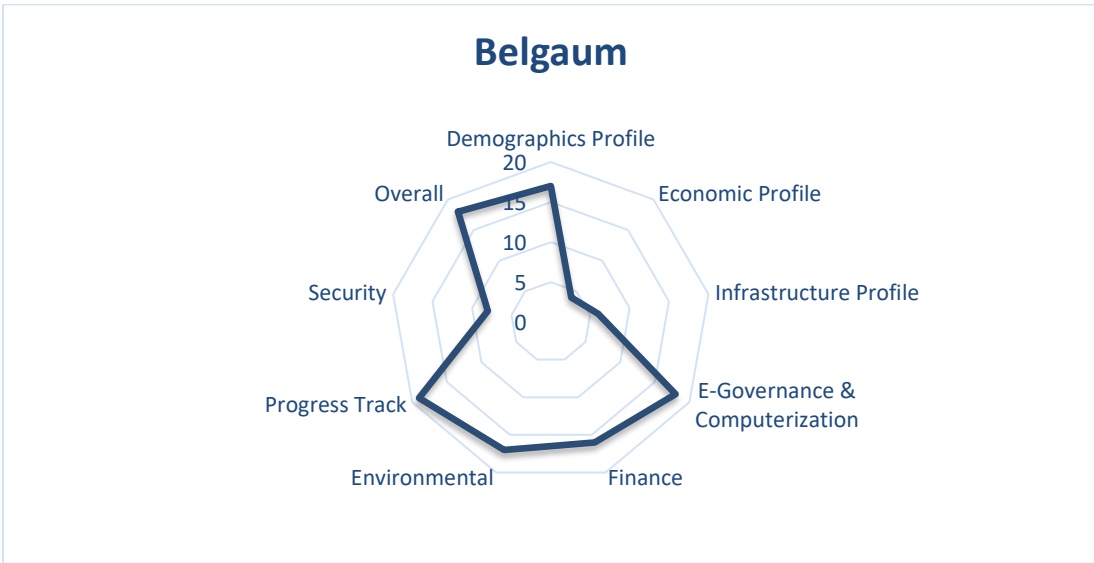 Belgaum
Demographics Profile
20
Overall
Economic Profile
15
10
Security
5
Infrastructure Profile
0
E-Governance &
Computerization
Progress Track
Environmental
Finance